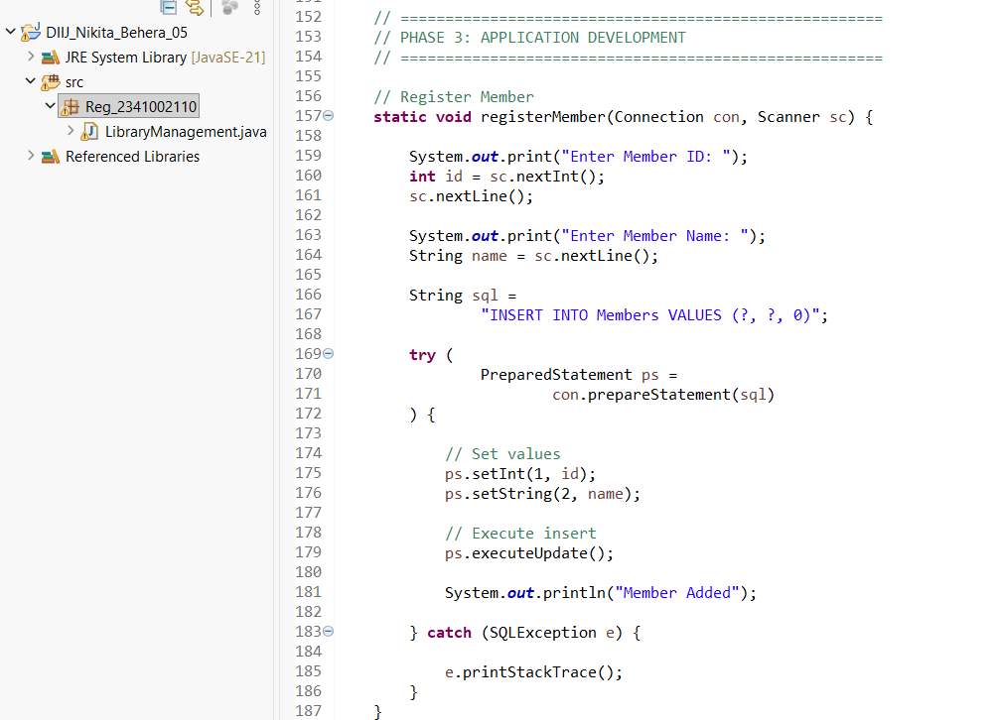 DIIJ_Nikita_Behera_05
JRE System Library [JavaSE-21]
src
Reg_2341002110
LibraryManagement.java
Referenced Libraries
152 // ======================================================
153 // PHASE 3: APPLICATION DEVELOPMENT
154 // ======================================================
155
156 // Register Member
157 static void registerMember(Connection con, Scanner sc) {
158
159 System.out.print("Enter Member ID: ");
160 int id = sc.nextInt();
161 sc.nextLine();
162
163 System.out.print("Enter Member Name: ");
164 String name = sc.nextLine();
165
166 String sql =
167 "INSERT INTO Members VALUES (?, ?, 0)";
168
169 try (
170 PreparedStatement ps =
171 con.prepareStatement(sql)
172 ) {
173
174 // Set values
175 ps.setInt(1, id);
176 ps.setString(2, name);
177
178 // Execute insert
179 ps.executeUpdate();
180
181 System.out.println("Member Added");
182
183 } catch (SQLException e) {
184
185 e.printStackTrace();
186 }
187 }